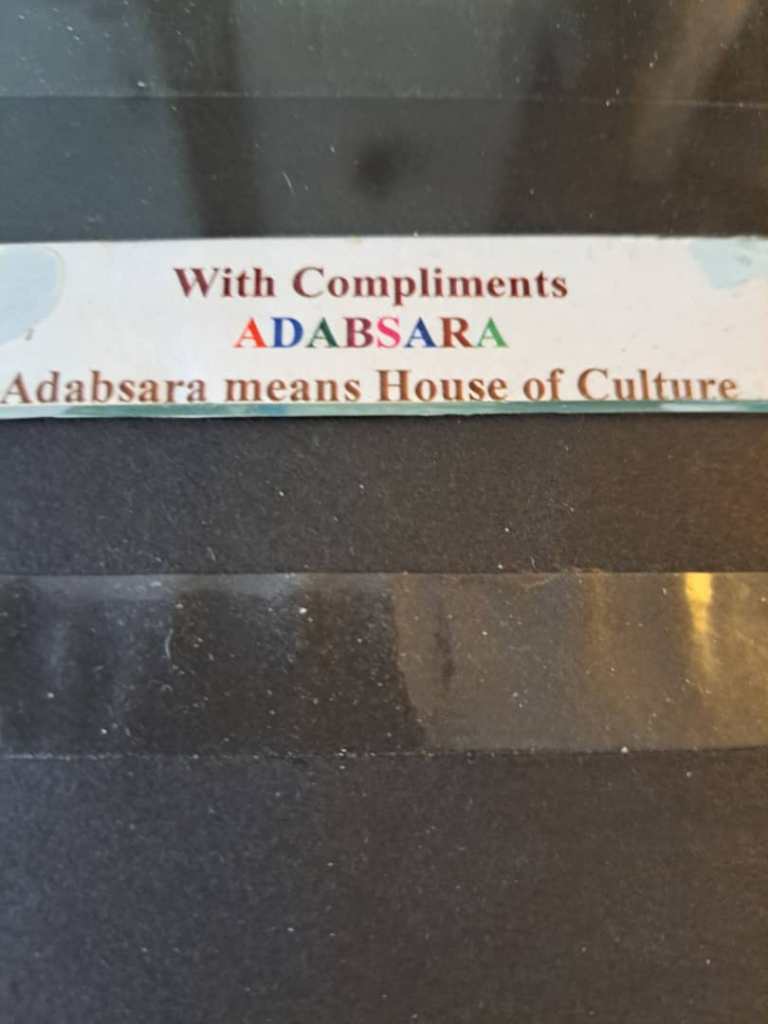 With Compliments
ADABSARA
Adabsara means House of Culture